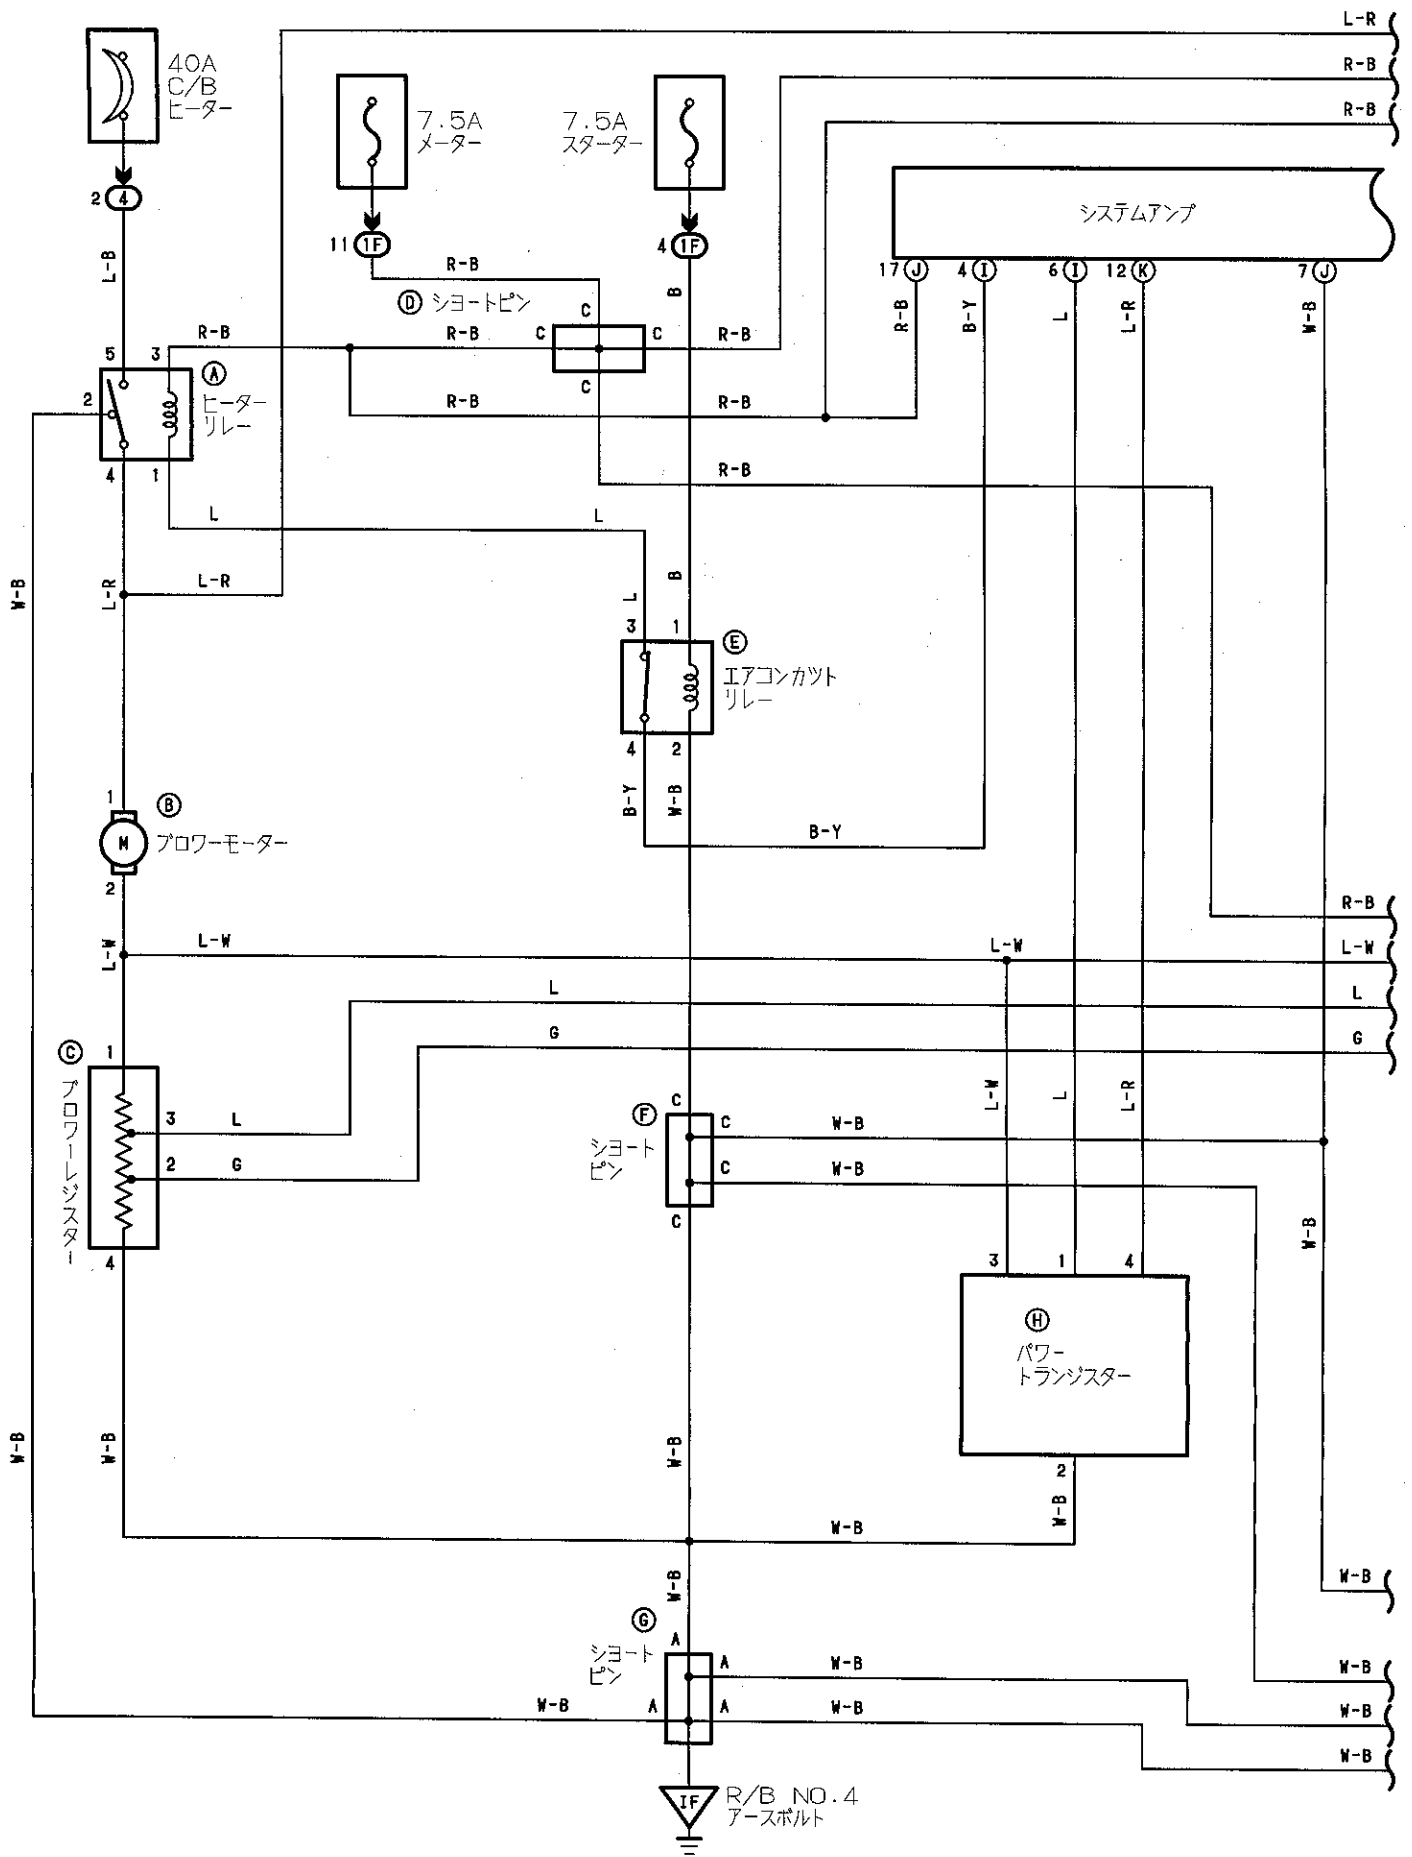 L-R
R-B
R-B
40A
C/B
ヒーター
7.5A
メーター
7.5A
スターター
システムアンプ
2 4
11 1F
4 1F
17 J
4 I
6 I
12 K
7 J
L-B
R-B
B
R-B
B-Y
L
L-R
W-B
D ショートピン
C
R-B
R-B
C
C
R-B
5
3
A
ヒーター
リレー
2
C
R-B
R-B
4
1
R-B
L
L
W-B
L-R
L-R
L
B
3
1
E
エアコンカット
リレー
4
2
B-Y
W-B
B-Y
1
B
M
ブロワーモーター
2
R-B
L-W
L-W
L-W
L-W
L
L
G
G
C
1
ブロワーレジスター
3
L
2
G
4
L-W
L
L-R
C
F
ショート
ピン
C
W-B
C
W-B
C
W-B
3
1
4
H
パワー
トランジスター
2
W-B
W-B
W-B
W-B
W-B
W-B
W-B
G
ショート
ピン
A
A
W-B
W-B
A
A
W-B
W-B
W-B
W-B
W-B
IF
R/B NO.4
アースボルト